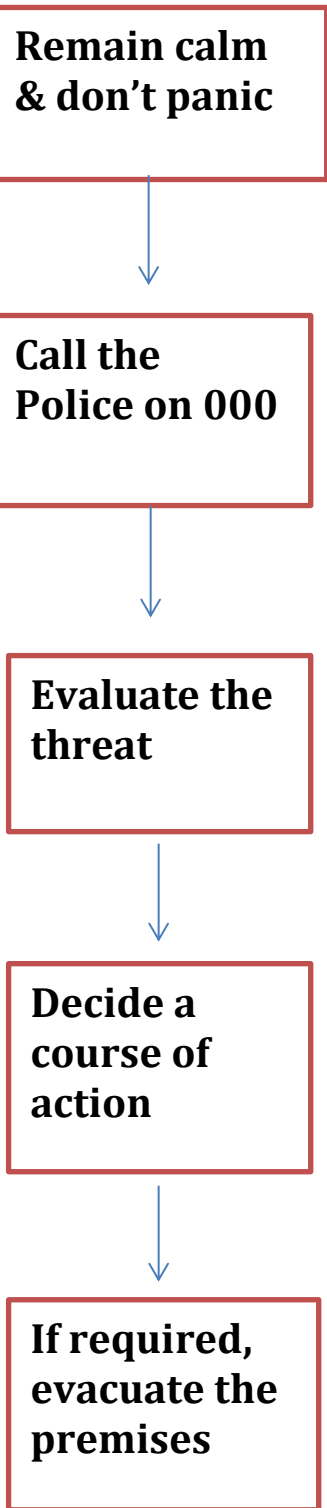 Remain calm
& don’t panic
Call the
Police on 000
Evaluate the
threat
Decide a
course of
action
If required,
evacuate the
premises